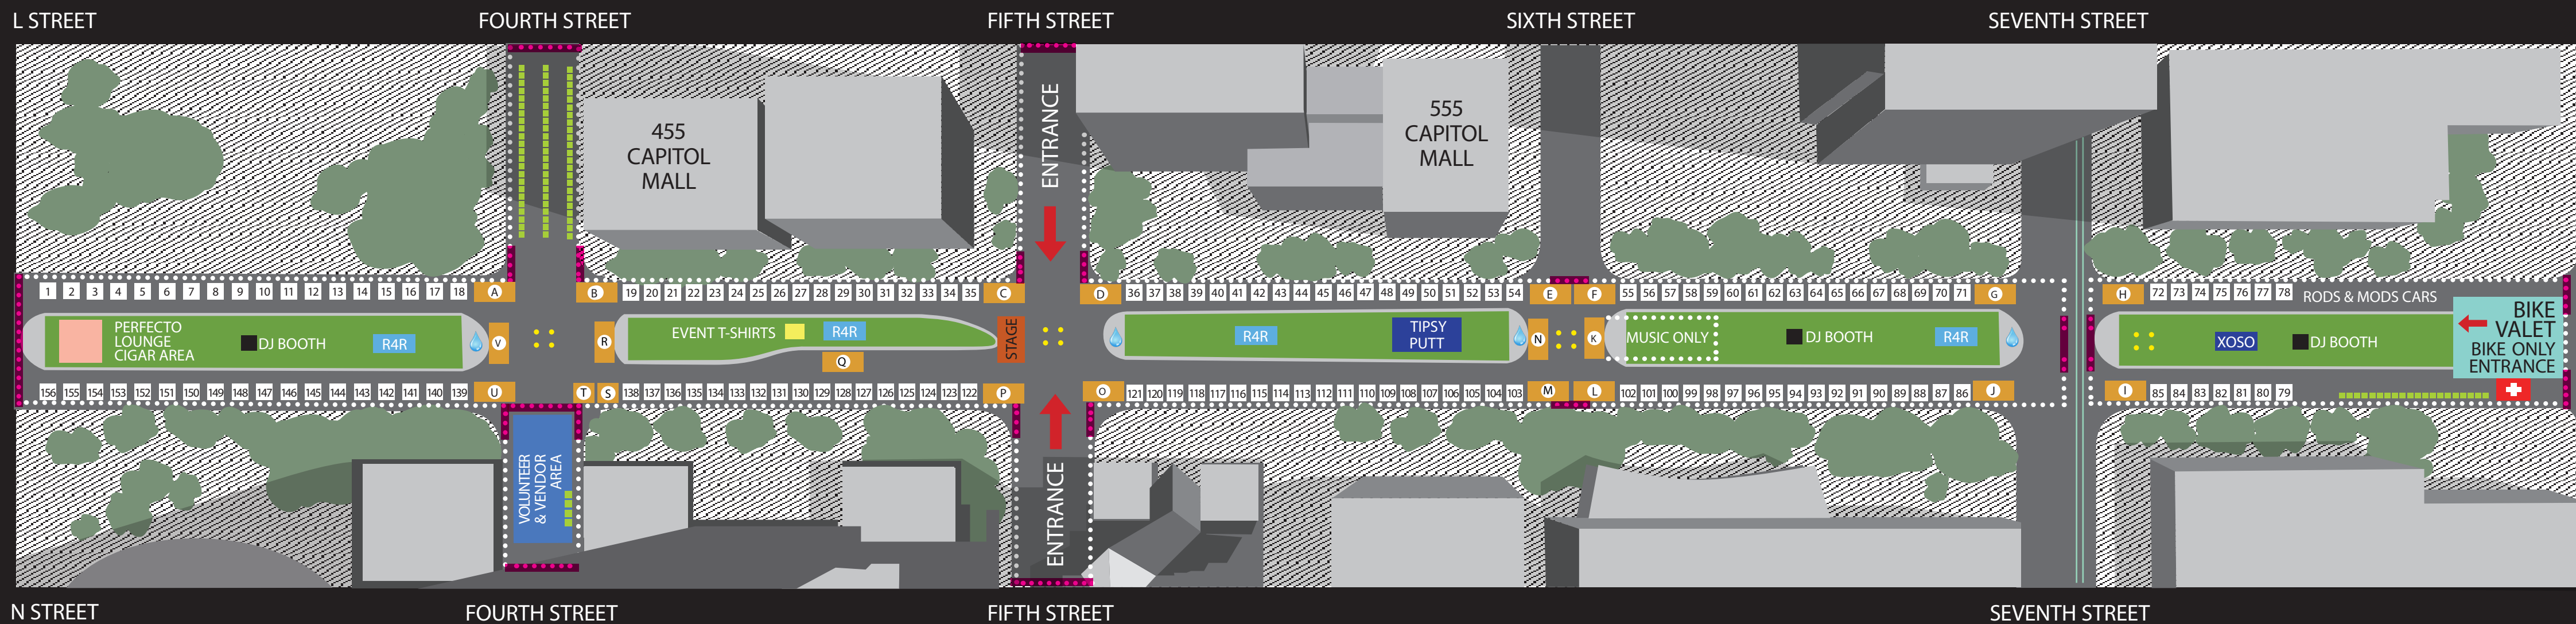 L STREET
FOURTH STREET
FIFTH STREET
SIXTH STREET
SEVENTH STREET
455
CAPITOL
MALL
ENTRANCE
555
CAPITOL
MALL
1 2 3 4 5 6 7 8 9 10 11 12 13 14 15 16 17 18 A
B 19 20 21 22 23 24 25 26 27 28 29 30 31 32 33 34 35 C
D 36 37 38 39 40 41 42 43 44 45 46 47 48 49 50 51 52 53 54 E
F 55 56 57 58 59 60 61 62 63 64 65 66 67 68 69 70 71 G
H 72 73 74 75 76 77 78 RODS & MODS CARS
PERFECTO
LOUNGE
CIGAR AREA
DJ BOOTH
R4R
V
R
EVENT T-SHIRTS
R4R
Q
STAGE
R4R
TIPSY
PUTT
N
K
MUSIC ONLY
DJ BOOTH
R4R
XOSO
DJ BOOTH
BIKE
VALET
BIKE ONLY
ENTRANCE
156 155 154 153 152 151 150 149 148 147 146 145 144 143 142 141 140 139 U
T S 138 137 136 135 134 133 132 131 130 129 128 127 126 125 124 123 122 P
O 121 120 119 118 117 116 115 114 113 112 111 110 109 108 107 106 105 104 103 M
L 102 101 100 99 98 97 96 95 94 93 92 91 90 89 88 87 86 J
I 85 84 83 82 81 80 79
VOLUNTEER
& VENDOR
AREA
ENTRANCE
N STREET
FOURTH STREET
FIFTH STREET
SEVENTH STREET